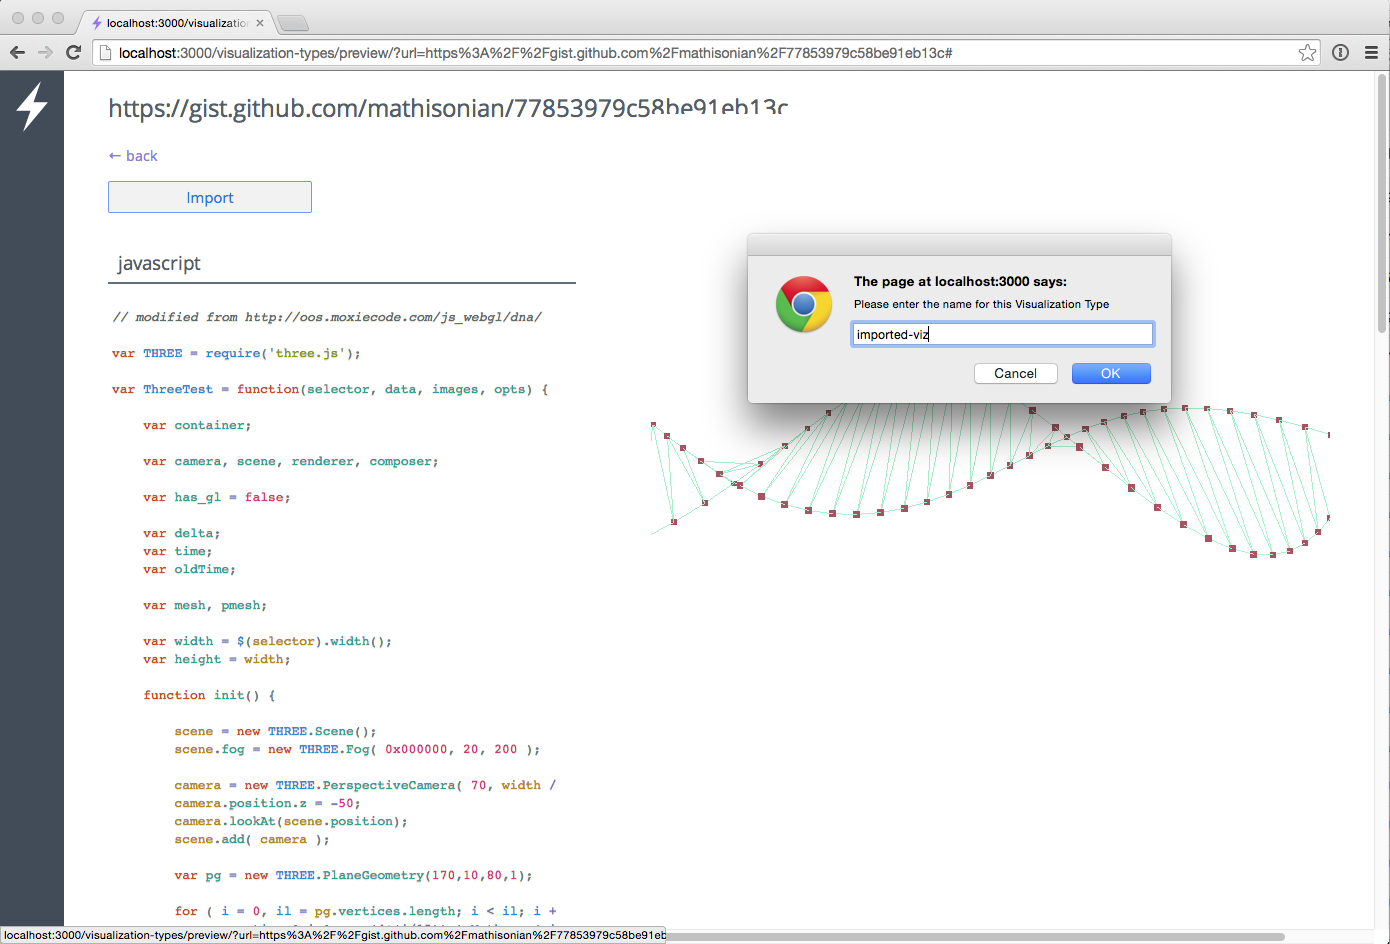 localhost:3000/visualizatio
localhost:3000/visualization-types/preview/?url=https%3A%2F%2Fgist.github.com%2Fmathisonian%2F77853979c58be91eb13c#
https://gist.github.com/mathisonian/77853979c58be91eb13c
← back
Import
javascript
The page at localhost:3000 says:
Please enter the name for this Visualization Type
imported-viz
Cancel
OK
// modified from http://oos.moxiecode.com/js_webgl/dna/
var THREE = require('three.js');
var ThreeTest = function(selector, data, images, opts) {
var container;
var camera, scene, renderer, composer;
var has_gl = false;
var delta;
var time;
var oldTime;
var mesh, pmesh;
var width = $(selector).width();
var height = width;
function init() {
scene = new THREE.Scene();
scene.fog = new THREE.Fog( 0x000000, 20, 200 );
camera = new THREE.PerspectiveCamera( 70, width /
camera.position.z = -50;
camera.lookAt(scene.position);
scene.add( camera );
var pg = new THREE.PlaneGeometry(170,10,80,1);
for ( i = 0, il = pg.vertices.length; i < il; i +
localhost:3000/visualization-types/preview/?url=https%3A%2F%2Fgist.github.com%2Fmathisonian%2F77853979c58be91eb